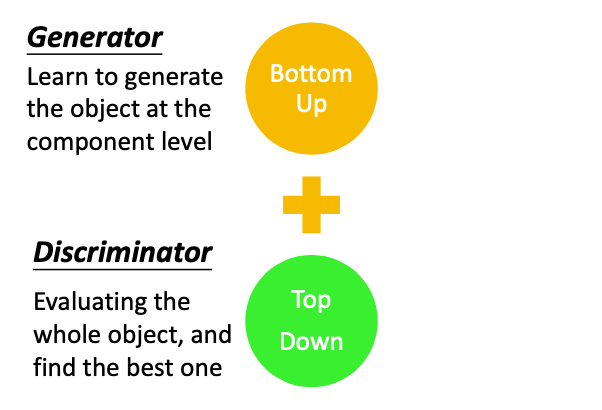 Generator
Learn to generate
the object at the
component level
Bottom
Up
Discriminator
Evaluating the
whole object, and
find the best one
Top
Down